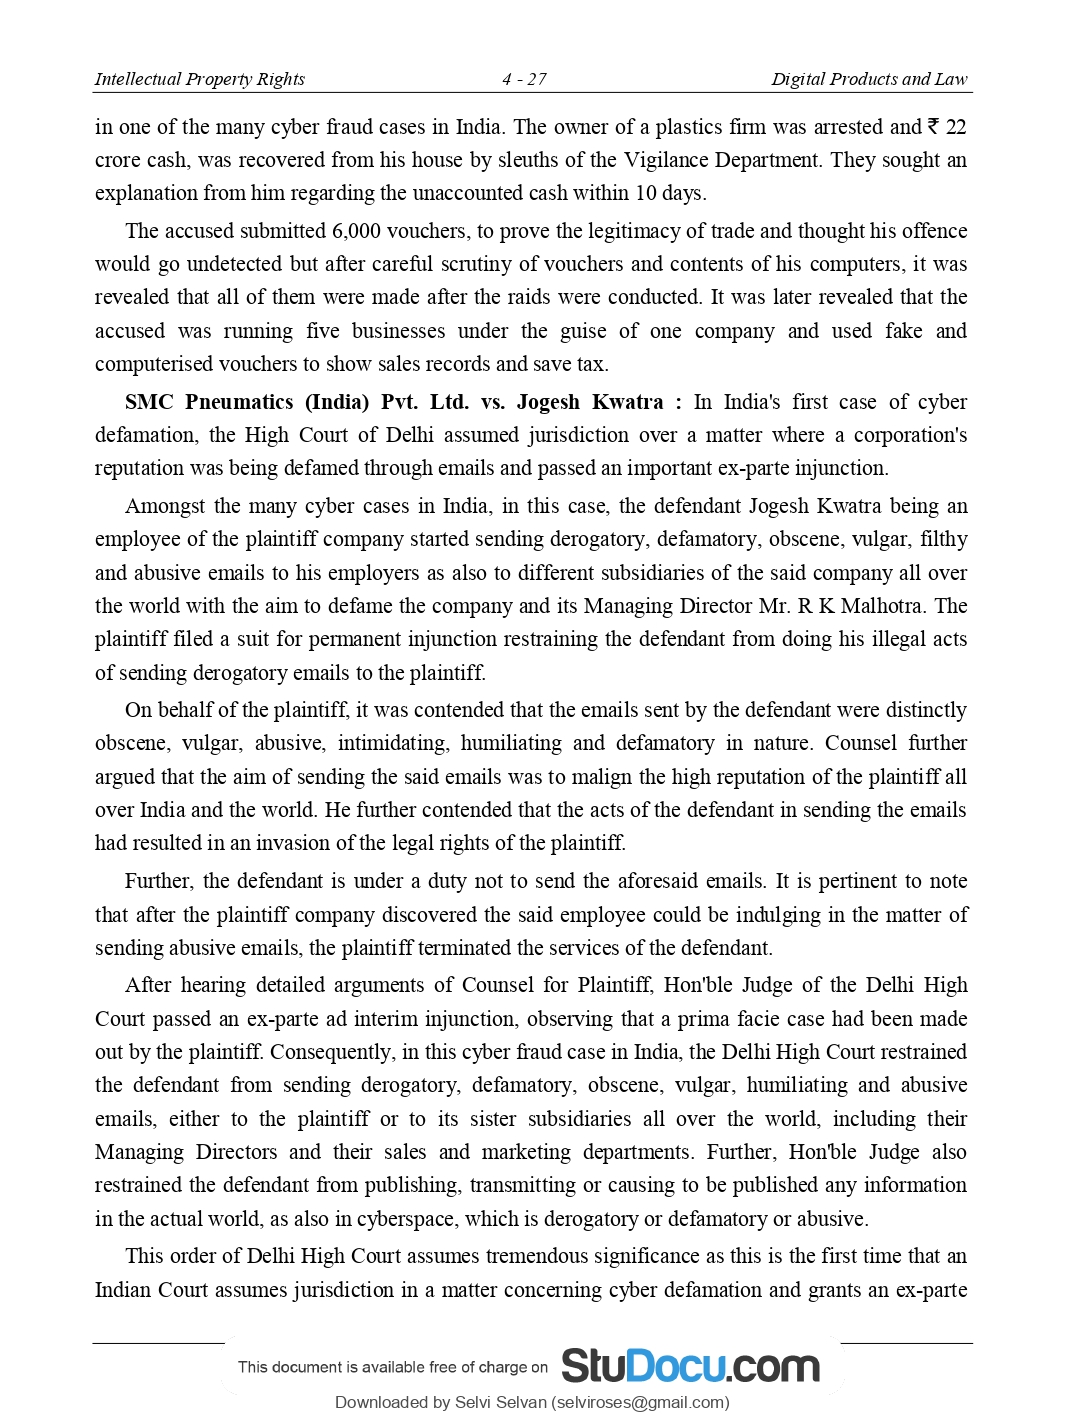 Intellectual Property Rights 4 - 27 Digital Products and Law
in one of the many cyber fraud cases in India. The owner of a plastics firm was arrested and ₹ 22
crore cash, was recovered from his house by sleuths of the Vigilance Department. They sought an
explanation from him regarding the unaccounted cash within 10 days.
The accused submitted 6,000 vouchers, to prove the legitimacy of trade and thought his offence
would go undetected but after careful scrutiny of vouchers and contents of his computers, it was
revealed that all of them were made after the raids were conducted. It was later revealed that the
accused was running five businesses under the guise of one company and used fake and
computerised vouchers to show sales records and save tax.
SMC Pneumatics (India) Pvt. Ltd. vs. Jogesh Kwatra : In India's first case of cyber
defamation, the High Court of Delhi assumed jurisdiction over a matter where a corporation's
reputation was being defamed through emails and passed an important ex-parte injunction.
Amongst the many cyber cases in India, in this case, the defendant Jogesh Kwatra being an
employee of the plaintiff company started sending derogatory, defamatory, obscene, vulgar, filthy
and abusive emails to his employers as also to different subsidiaries of the said company all over
the world with the aim to defame the company and its Managing Director Mr. R K Malhotra. The
plaintiff filed a suit for permanent injunction restraining the defendant from doing his illegal acts
of sending derogatory emails to the plaintiff.
On behalf of the plaintiff, it was contended that the emails sent by the defendant were distinctly
obscene, vulgar, abusive, intimidating, humiliating and defamatory in nature. Counsel further
argued that the aim of sending the said emails was to malign the high reputation of the plaintiff all
over India and the world. He further contended that the acts of the defendant in sending the emails
had resulted in an invasion of the legal rights of the plaintiff.
Further, the defendant is under a duty not to send the aforesaid emails. It is pertinent to note
that after the plaintiff company discovered the said employee could be indulging in the matter of
sending abusive emails, the plaintiff terminated the services of the defendant.
After hearing detailed arguments of Counsel for Plaintiff, Hon'ble Judge of the Delhi High
Court passed an ex-parte ad interim injunction, observing that a prima facie case had been made
out by the plaintiff. Consequently, in this cyber fraud case in India, the Delhi High Court restrained
the defendant from sending derogatory, defamatory, obscene, vulgar, humiliating and abusive
emails, either to the plaintiff or to its sister subsidiaries all over the world, including their
Managing Directors and their sales and marketing departments. Further, Hon'ble Judge also
restrained the defendant from publishing, transmitting or causing to be published any information
in the actual world, as also in cyberspace, which is derogatory or defamatory or abusive.
This order of Delhi High Court assumes tremendous significance as this is the first time that an
Indian Court assumes jurisdiction in a matter concerning cyber defamation and grants an ex-parte
This document is available free of charge on StuDocu.com
Downloaded by Selvi Selvan (selviroses@gmail.com)